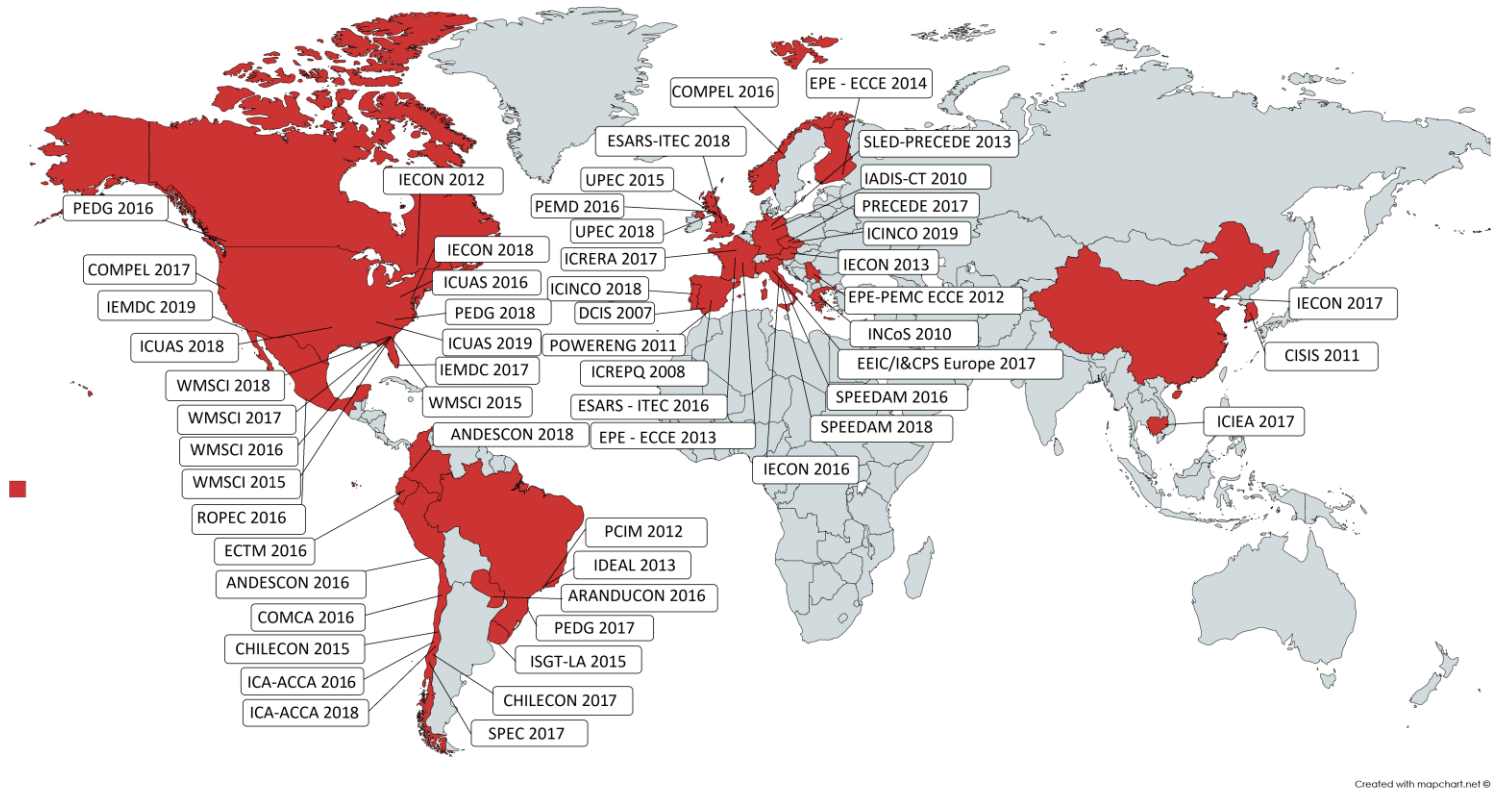 EPE - ECCE 2014
COMPEL 2016
ESARS-ITEC 2018
SLED-PRECEDE 2013
IECON 2012
UPEC 2015
IADIS-CT 2010
PEDG 2016
PEMD 2016
PRECEDE 2017
UPEC 2018
ICINCO 2019
IECON 2018
ICRERA 2017
IECON 2013
COMPEL 2017
ICUAS 2016
ICINCO 2018
EPE-PEMC ECCE 2012
IECON 2017
IEMDC 2019
PEDG 2018
DCIS 2007
INCoS 2010
ICUAS 2018
ICUAS 2019
POWERENG 2011
EEIC/I&CPS Europe 2017
CISIS 2011
WMSCI 2018
IEMDC 2017
ICREPQ 2008
SPEEDAM 2016
WMSCI 2017
WMSCI 2015
ESARS - ITEC 2016
SPEEDAM 2018
ICIEA 2017
WMSCI 2016
ANDESCON 2018
EPE - ECCE 2013
WMSCI 2015
IECON 2016
ROPEC 2016
ECTM 2016
PCIM 2012
ANDESCON 2016
IDEAL 2013
COMCA 2016
ARANDUCON 2016
CHILECON 2015
PEDG 2017
ICA-ACCA 2016
ISGT-LA 2015
ICA-ACCA 2018
CHILECON 2017
SPEC 2017
Created with mapchart.net ©